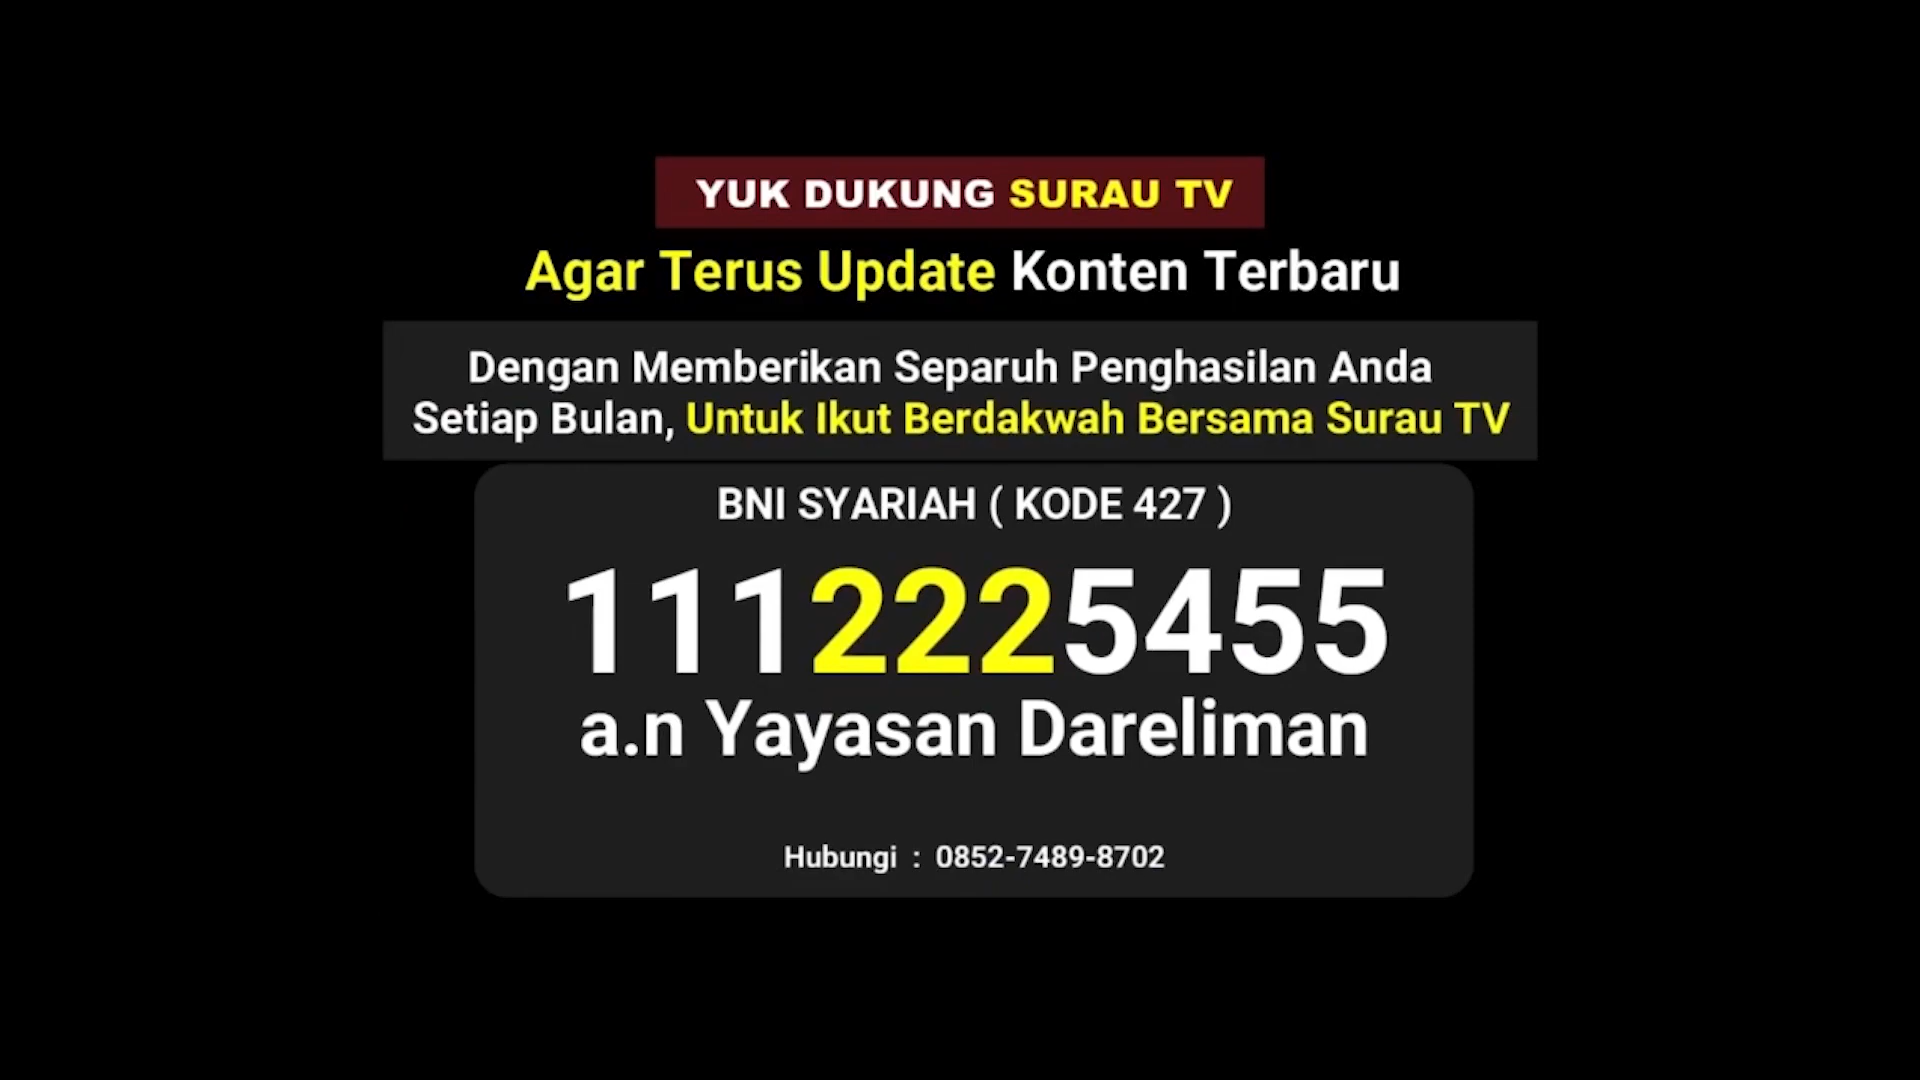 YUK DUKUNG SURAU TV
Agar Terus Update Konten Terbaru
Dengan Memberikan Separuh Penghasilan Anda
Setiap Bulan, Untuk Ikut Berdakwah Bersama Surau TV
BNI SYARIAH ( KODE 427 )
1112225455
a.n Yayasan Dareliman
Hubungi : 0852-7489-8702